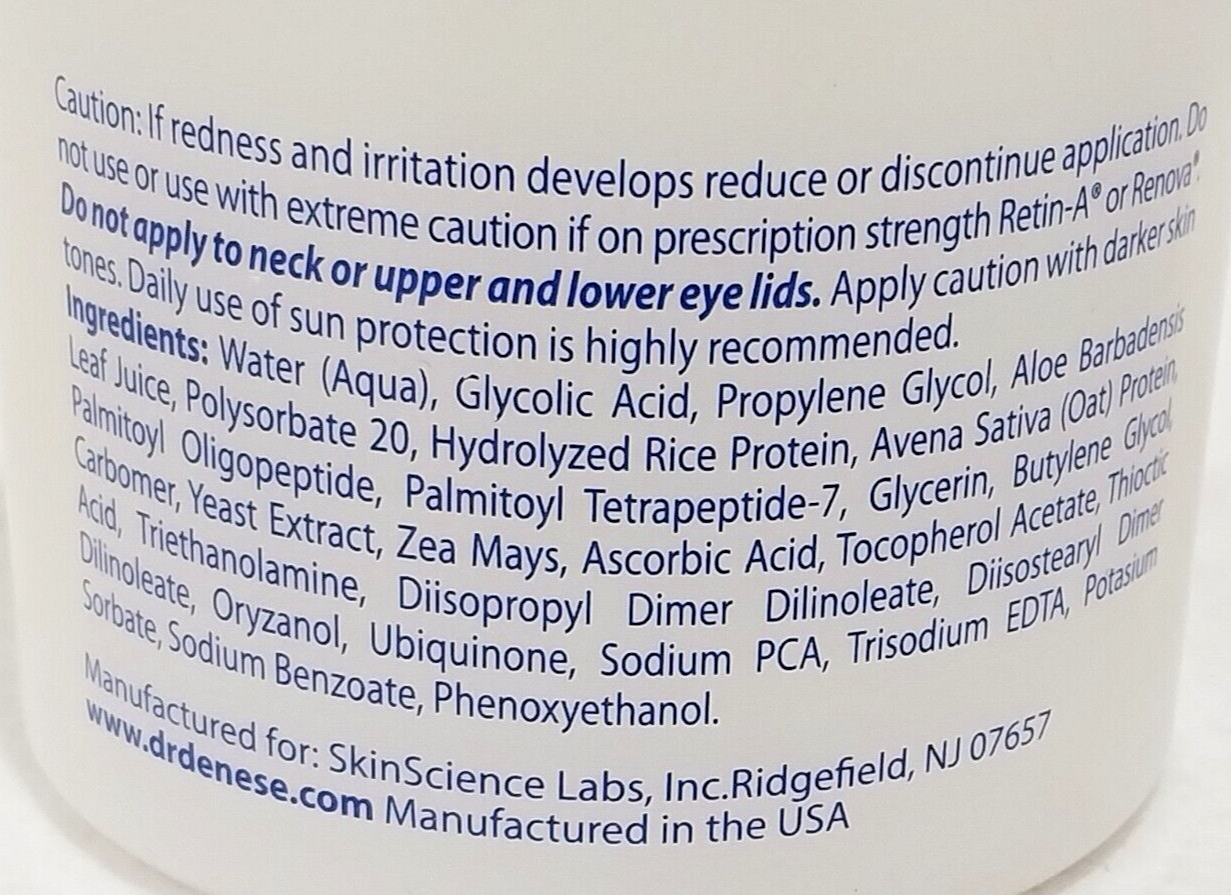 Caution: If redness and irritation develops reduce or discontinue application. Do
not use or use with extreme caution if on prescription strength Retin-A® or Renova®.
Do not apply to neck or upper and lower eye lids. Apply caution with darker skin
tones. Daily use of sun protection is highly recommended.
Ingredients: Water (Aqua), Glycolic Acid, Propylene Glycol, Aloe Barbadensis
Leaf Juice, Polysorbate 20, Hydrolyzed Rice Protein, Avena Sativa (Oat) Protein,
Palmitoyl Oligopeptide, Palmitoyl Tetrapeptide-7, Glycerin, Butylene Glycol,
Carbomer, Yeast Extract, Zea Mays, Ascorbic Acid, Tocopherol Acetate, Thioctic
Acid, Triethanolamine, Diisopropyl Dimer Dilinoleate, Diisostearyl Dimer
Dilinoleate, Oryzanol, Ubiquinone, Sodium PCA, Trisodium EDTA, Potasium
Sorbate, Sodium Benzoate, Phenoxyethanol.
Manufactured for: SkinScience Labs, Inc.Ridgefield, NJ 07657
www.drdenese.com Manufactured in the USA